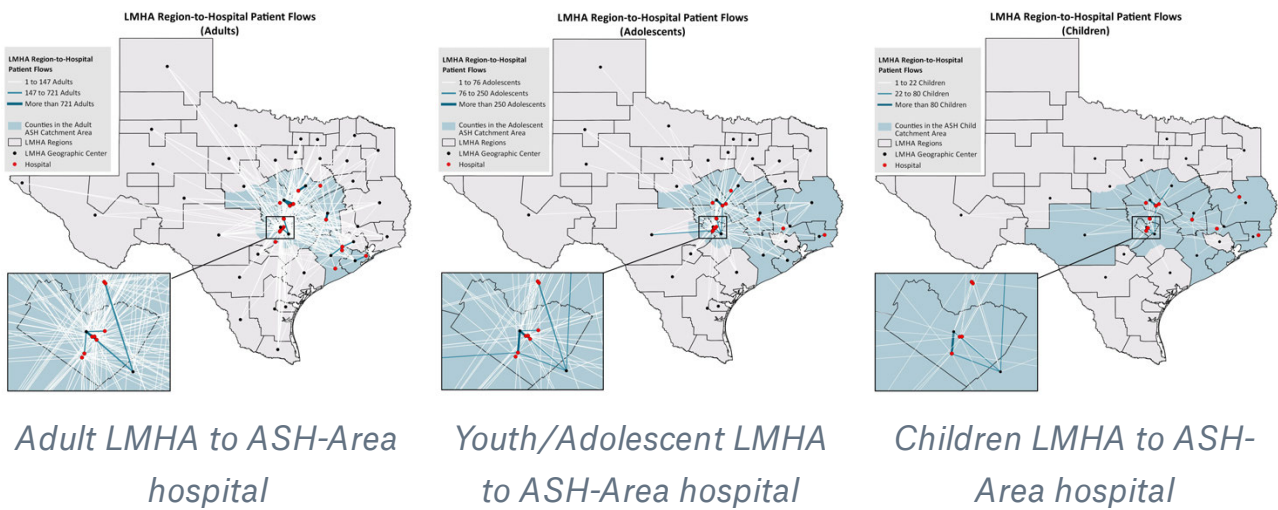 LMHA Region-to-Hospital Patient Flows
(Adults)
LMHA Region-to-Hospital
Patient Flows
1 to 147 Adults
147 to 721 Adults
More than 721 Adults
Counties in the Adult
ASH Catchment Area
LMHA Regions
LMHA Geographic Center
Hospital
Adult LMHA to ASH-Area
hospital
LMHA Region-to-Hospital Patient Flows
(Adolescents)
LMHA Region-to-Hospital
Patient Flows
1 to 76 Adolescents
76 to 250 Adolescents
More than 250 Adolescents
Counties in the Adolescent
ASH Catchment Area
LMHA Regions
LMHA Geographic Center
Hospital
Youth/Adolescent LMHA
to ASH-Area hospital
LMHA Region-to-Hospital Patient Flows
(Children)
LMHA Region-to-Hospital
Patient Flows
1 to 22 Children
22 to 80 Children
More than 80 Children
Counties in the ASH Child
Catchment Area
LMHA Regions
LMHA Geographic Center
Hospital
Children LMHA to ASH-
Area hospital